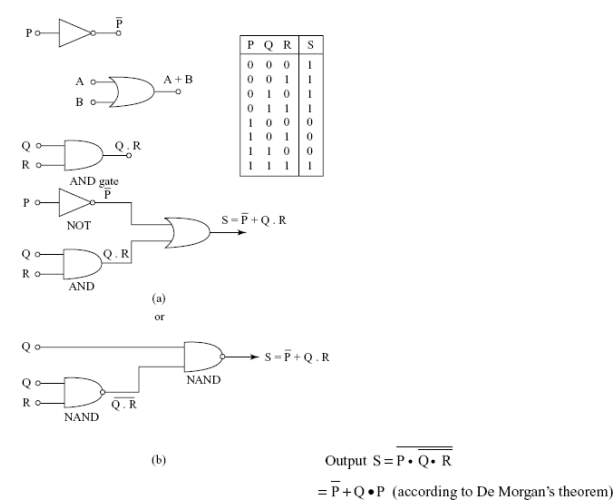 P P̅
A A + B
B
Q Q . R
R
AND gate
P Q R S
0 0 0 1
0 0 1 1
0 1 0 1
0 1 1 1
1 0 0 0
1 0 1 0
1 1 0 0
1 1 1 1
P P̅
NOT
S = P̅ + Q . R
Q Q . R
R
AND
(a)
or
Q
S = P̅ + Q . R
NAND
Q
R Q̅ ̅.̅ ̅R̅
NAND
(b)
Output S = P̅ ̅•̅ ̅Q̿ ̿•̿ ̿R̿
= P̅ + Q • P (according to De Morgan's theorem)